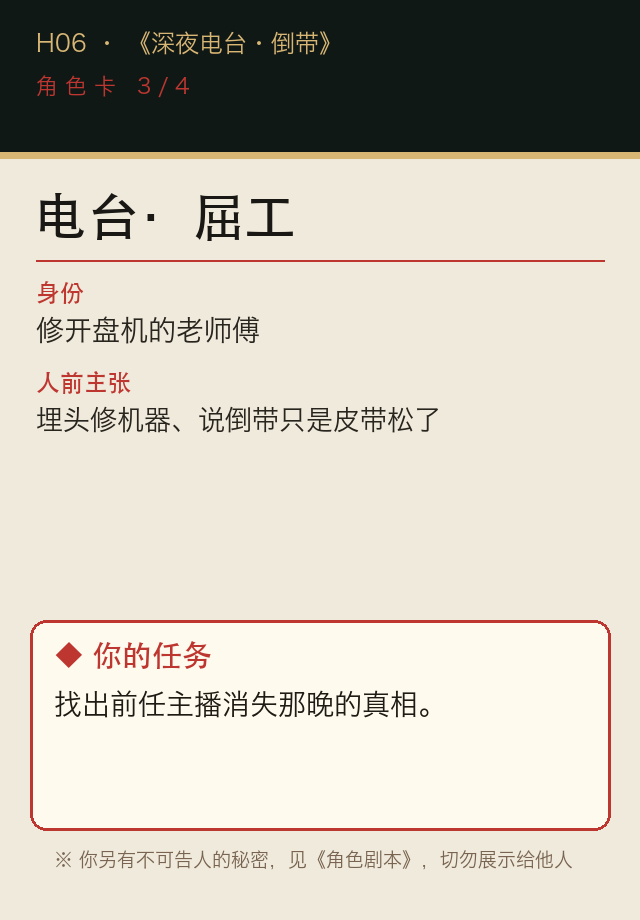 H06 · 《深夜电台·倒带》
角色卡 3/4
电台· 屈工
身份
修开盘机的老师傅
人前主张
埋头修机器、说倒带只是皮带松了
◆ 你的任务
找出前任主播消失那晚的真相。
※ 你另有不可告人的秘密，见《角色剧本》，切勿展示给他人